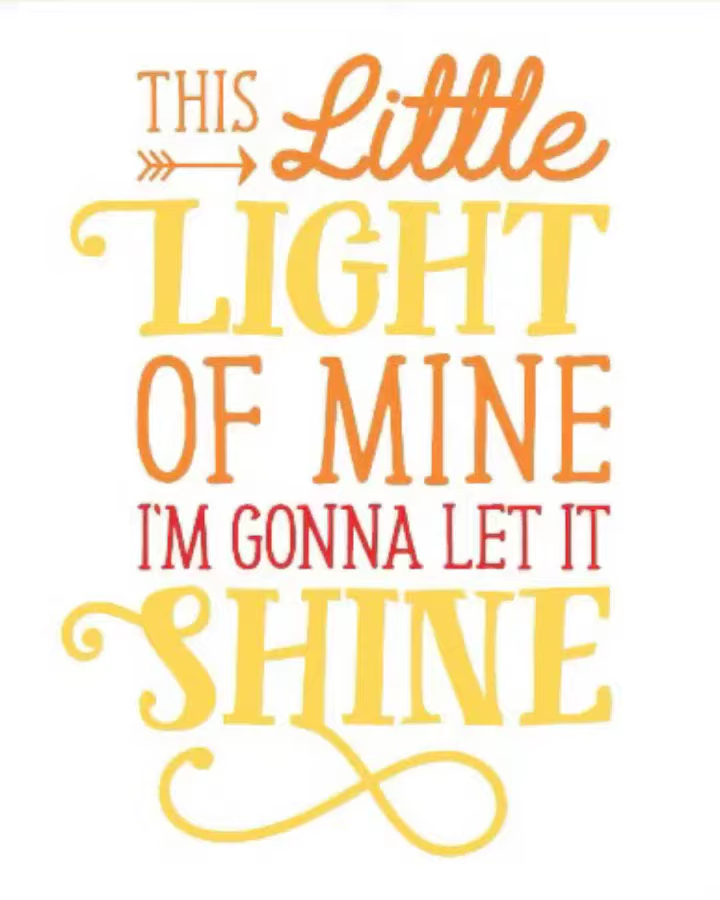 THIS Little
LIGHT
OF MINE
I'M GONNA LET IT
SHINE